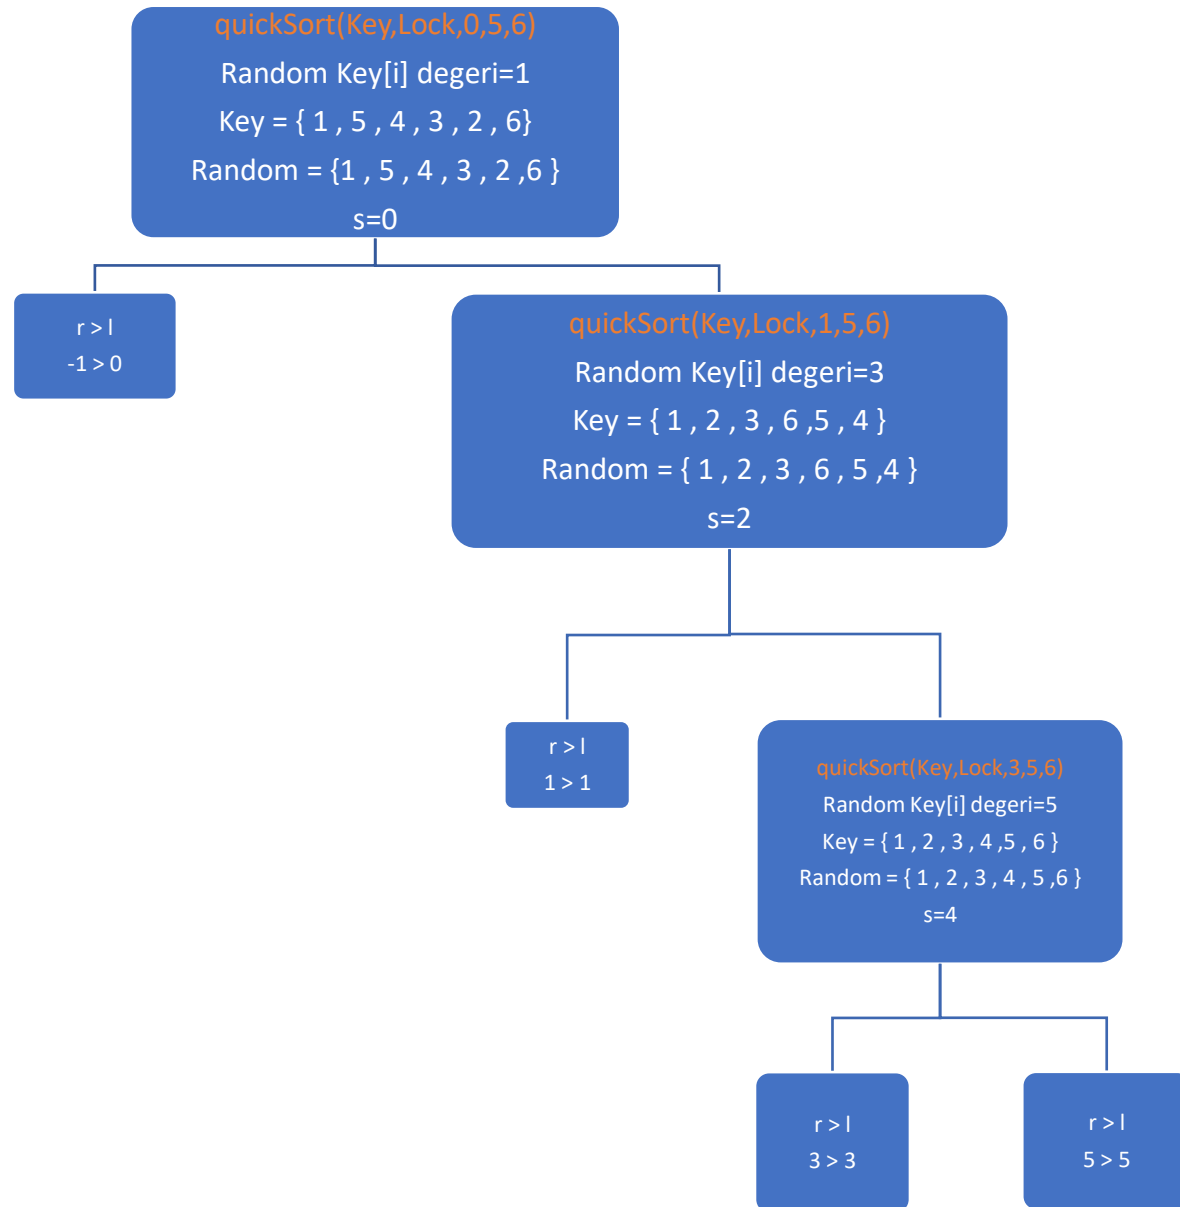 quickSort(Key,Lock,0,5,6)
Random Key[i] degeri=1
Key = { 1 , 5 , 4 , 3 , 2 , 6}
Random = {1 , 5 , 4 , 3 , 2 ,6 }
s=0
r > l
-1 > 0
quickSort(Key,Lock,1,5,6)
Random Key[i] degeri=3
Key = { 1 , 2 , 3 , 6 ,5 , 4 }
Random = { 1 , 2 , 3 , 6 , 5 ,4 }
s=2
r > l
1 > 1
quickSort(Key,Lock,3,5,6)
Random Key[i] degeri=5
Key = { 1 , 2 , 3 , 4 ,5 , 6 }
Random = { 1 , 2 , 3 , 4 , 5 ,6 }
s=4
r > l
3 > 3
r > l
5 > 5